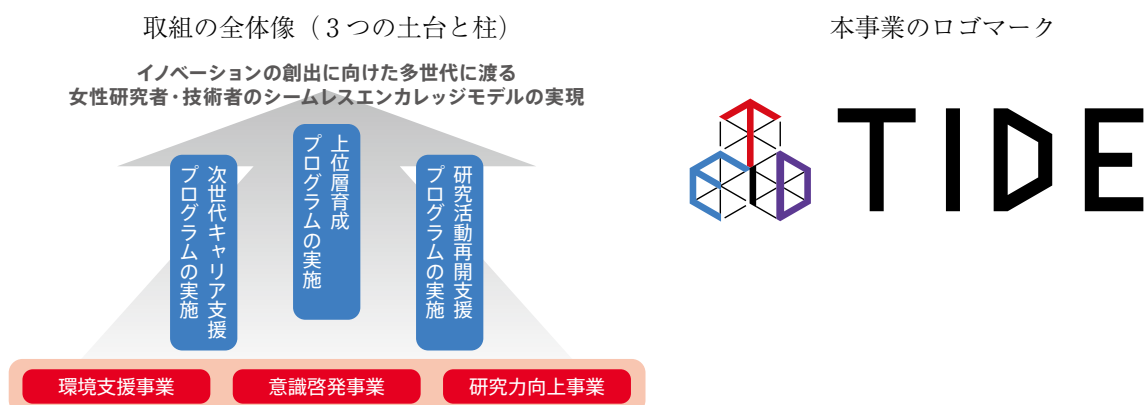 取組の全体像（３つの土台と柱）
本事業のロゴマーク
イノベーションの創出に向けた多世代に渡る
女性研究者・技術者のシームレスエンカレッジモデルの実現
次世代キャリア支援
プログラムの実施
上位層育成
プログラムの実施
研究活動再開支援
プログラムの実施
環境支援事業
意識啓発事業
研究力向上事業
TIDE